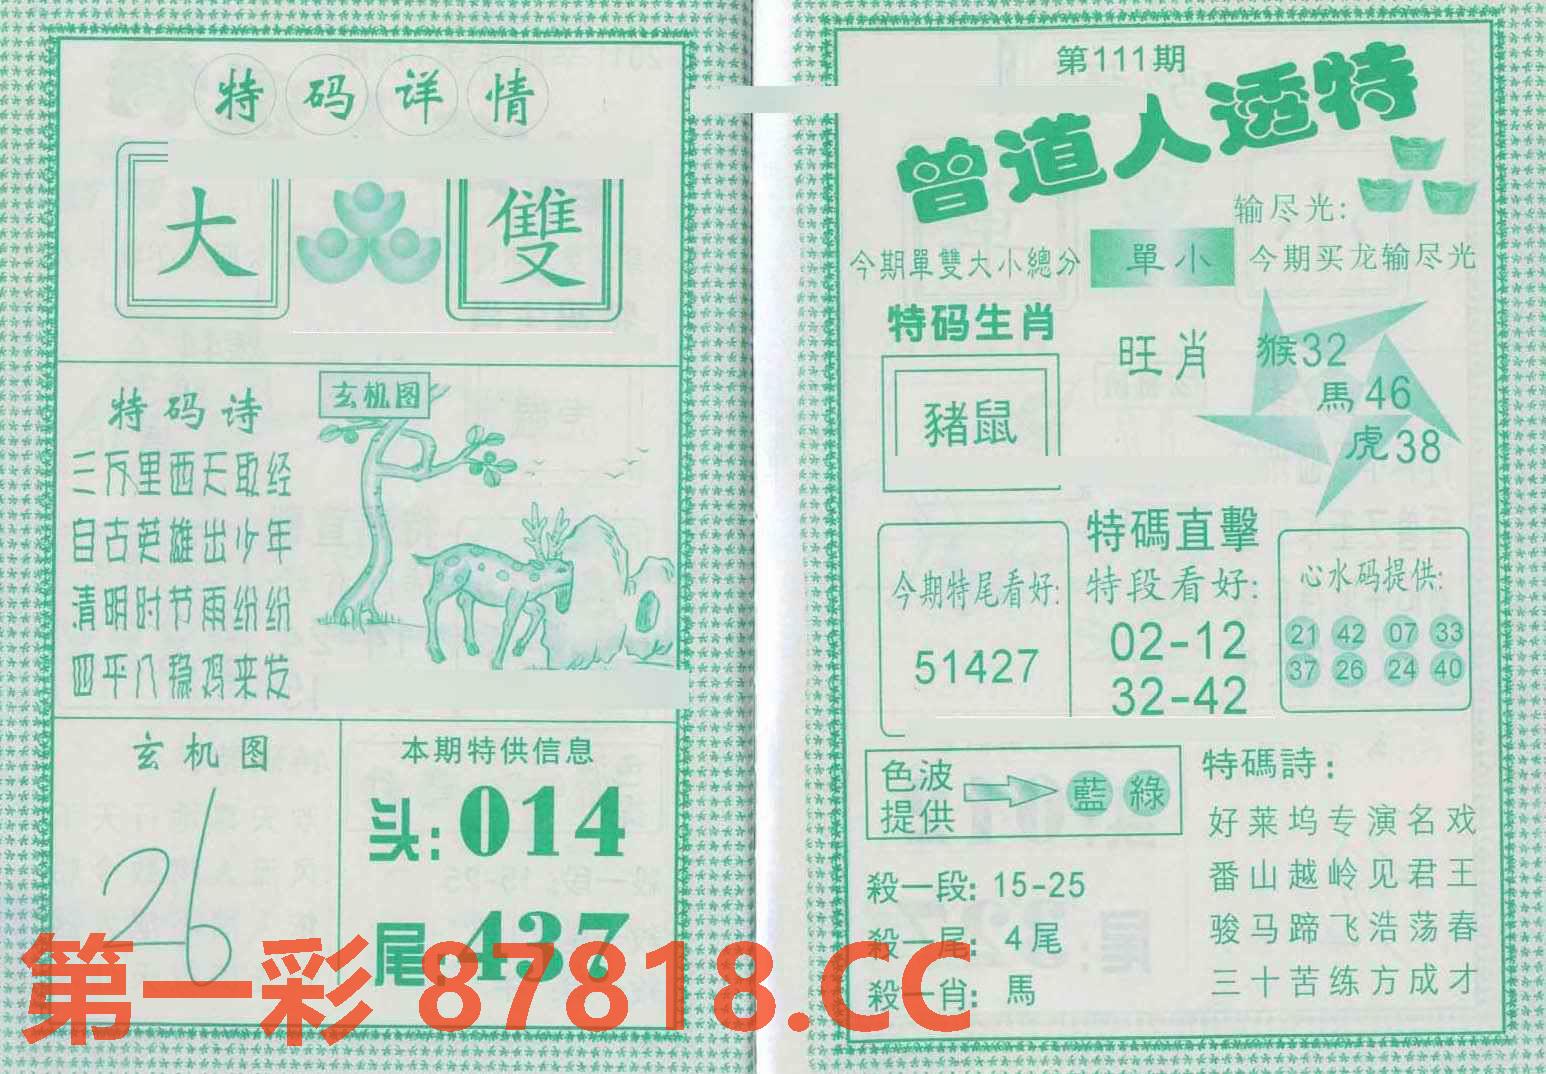 特码详情
大 雙
特码诗
三万里西天取经
自古英雄出少年
清明时节雨纷纷
四平八稳鸡来发
玄机图
玄机图
26
本期特供信息
头:014
尾:437
第111期
曾道人透特
输尽光:
今期單雙大小總分 單小 今期买龙输尽光
特码生肖
豬鼠
旺肖
猴32
馬46
虎38
特碼直擊
今期特尾看好:
51427
特段看好:
02-12
32-42
心水码提供:
21 42 07 33
37 26 24 40
色波
提供
藍 綠
殺一段: 15-25
殺一尾: 4尾
殺一肖: 馬
特碼詩:
好莱坞专演名戏
番山越岭见君王
骏马蹄飞浩荡春
三十苦练方成才
第一彩 87818.CC